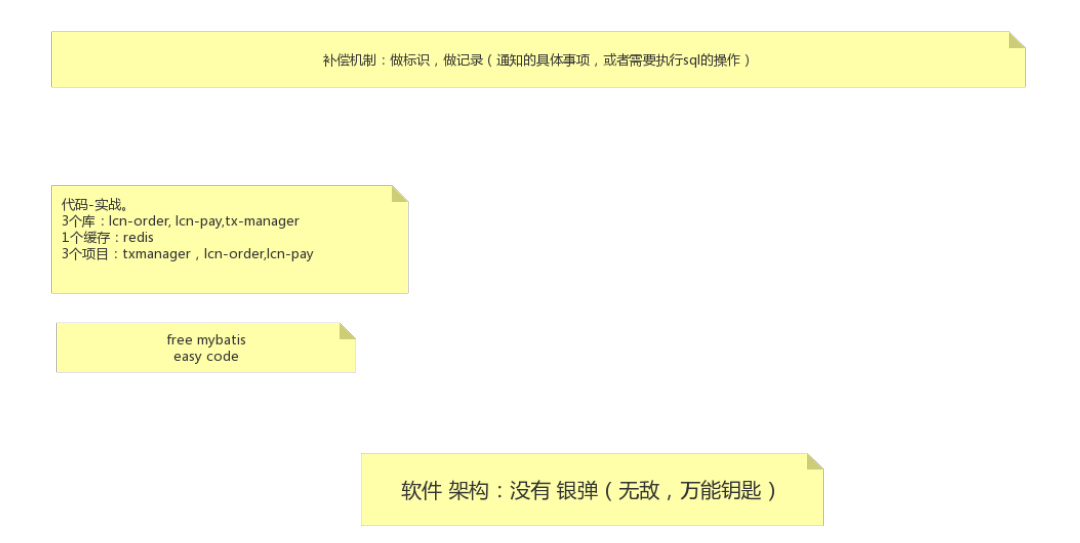 补偿机制：做标识，做记录（通知的具体事项，或者需要执行sql的操作）
代码-实战。
3个库：lcn-order, lcn-pay,tx-manager
1个缓存：redis
3个项目：txmanager，lcn-order,lcn-pay
free mybatis
easy code
软件 架构：没有 银弹（无敌，万能钥匙）